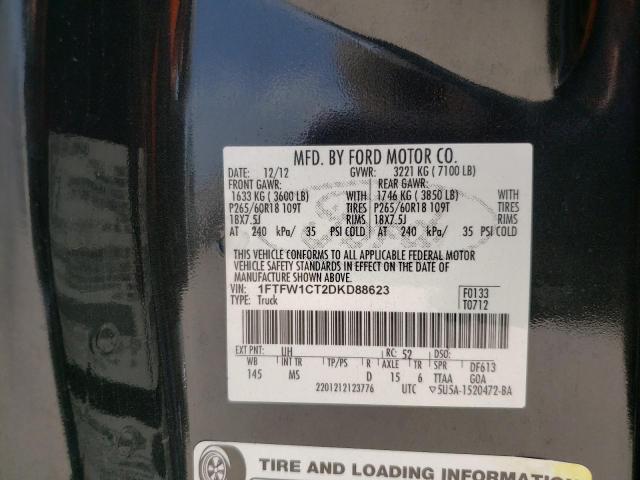 MFD. BY FORD MOTOR CO.
DATE: 12/12 GVWR: 3221 KG ( 7100 LB)
FRONT GAWR: REAR GAWR:
1633 KG ( 3600 LB) WITH 1746 KG ( 3850 LB) WITH
P265/60R18 109T TIRES P265/60R18 109T TIRES
18X7.5J RIMS 18X7.5J RIMS
AT 240 kPa/ 35 PSI COLD AT 240 kPa/ 35 PSI COLD
THIS VEHICLE CONFORMS TO ALL APPLICABLE FEDERAL MOTOR
VEHICLE SAFETY STANDARDS IN EFFECT ON THE DATE OF
MANUFACTURE SHOWN ABOVE.
VIN: 1FTFW1CT2DKD88623
TYPE: Truck
F0133
T0712
EXT PNT: UH RC: 52 DSO:
WB INT TR TP/PS R AXLE TR SPR DF613
145 MS D 15 6 TTAA G0A
2201212123776 UTC ▽5U5A-1520472-BA
TIRE AND LOADING INFORMATION